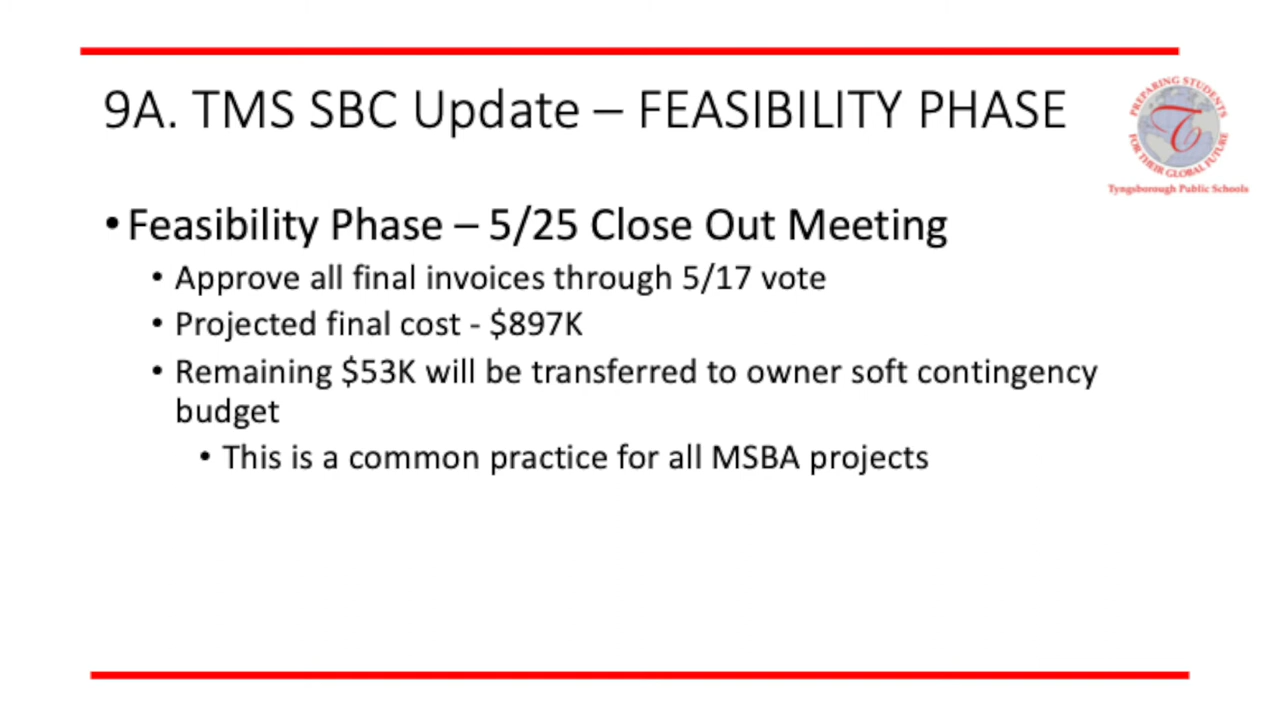 9A. TMS SBC Update – FEASIBILITY PHASE
PREPARING STUDENTS
FOR THEIR GLOBAL FUTURE
Tyngsborough Public Schools
• Feasibility Phase – 5/25 Close Out Meeting
• Approve all final invoices through 5/17 vote
• Projected final cost - $897K
• Remaining $53K will be transferred to owner soft contingency
budget
• This is a common practice for all MSBA projects